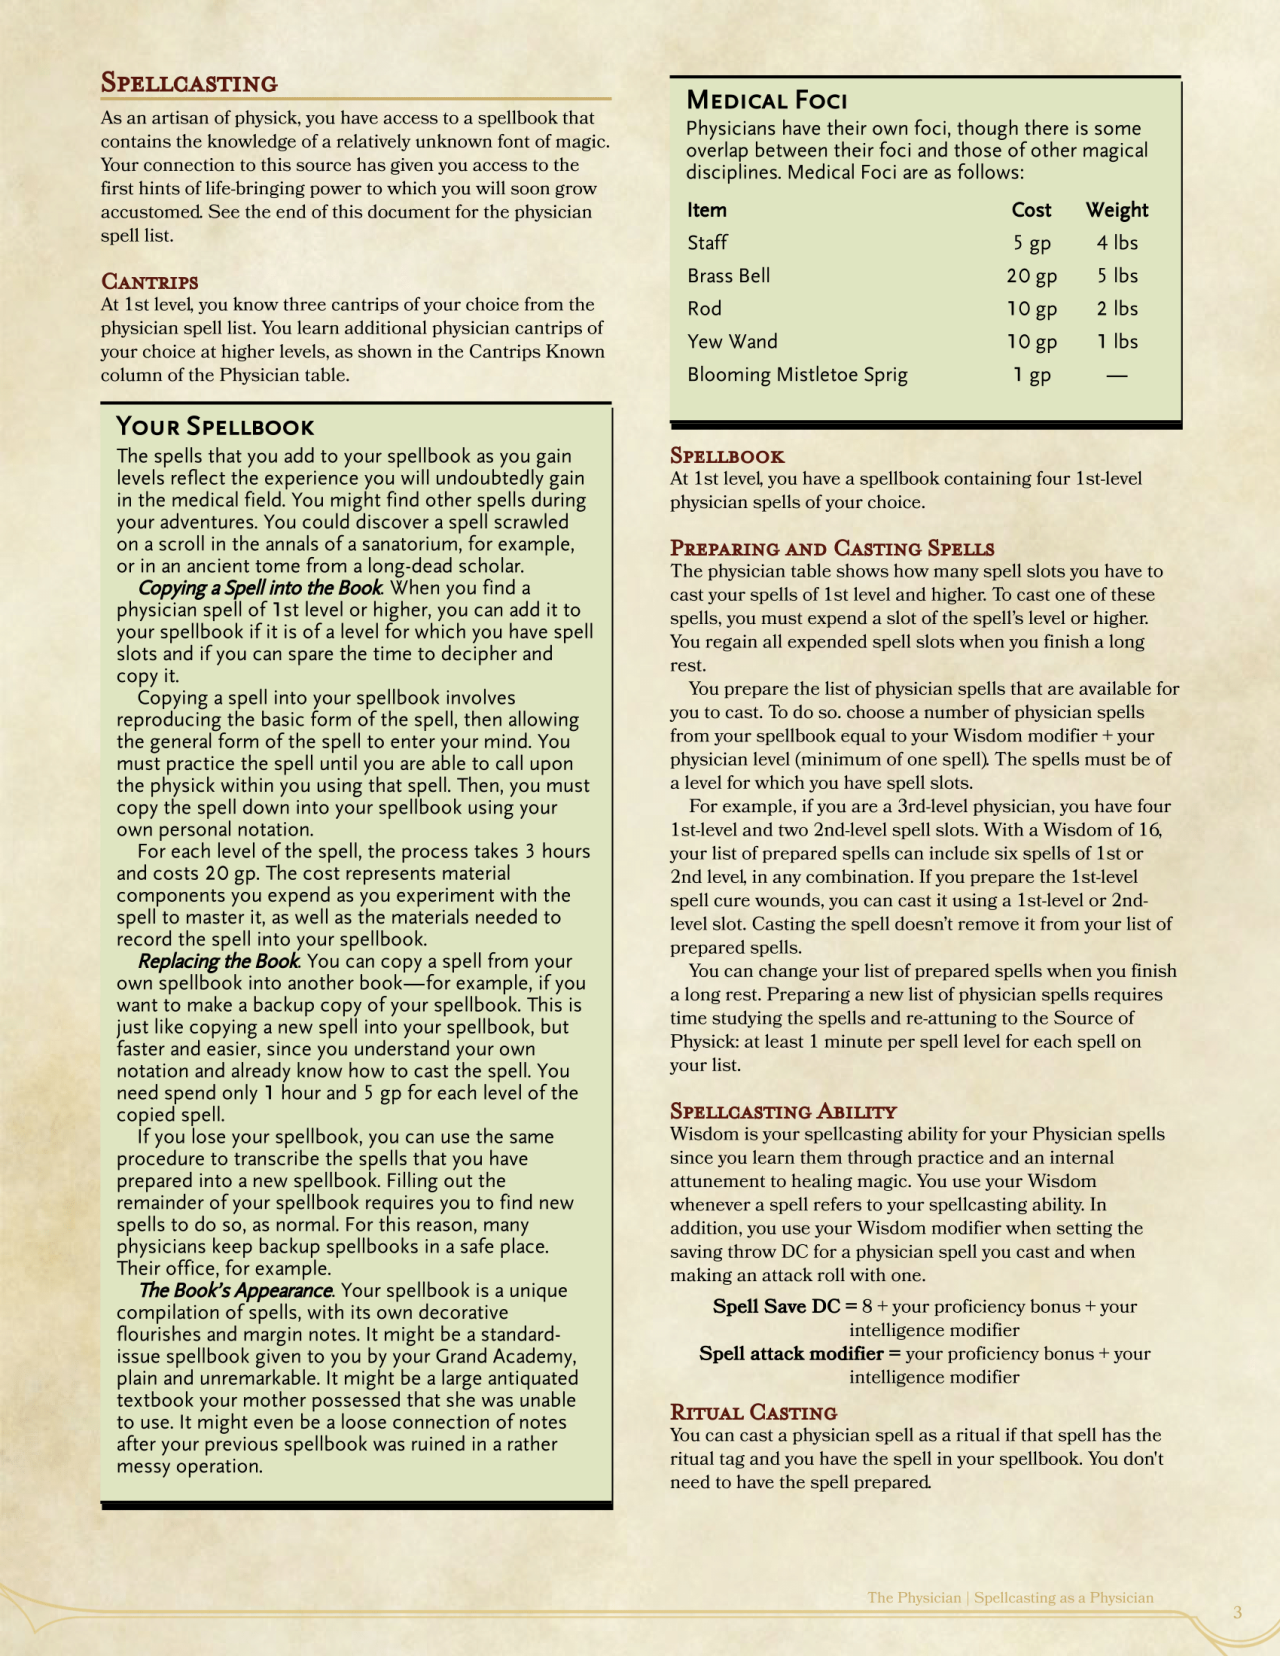 Spellcasting
As an artisan of physick, you have access to a spellbook that
contains the knowledge of a relatively unknown font of magic.
Your connection to this source has given you access to the
first hints of life-bringing power to which you will soon grow
accustomed. See the end of this document for the physician
spell list.
Cantrips
At 1st level, you know three cantrips of your choice from the
physician spell list. You learn additional physician cantrips of
your choice at higher levels, as shown in the Cantrips Known
column of the Physician table.
Your Spellbook
The spells that you add to your spellbook as you gain
levels reflect the experience you will undoubtedly gain
in the medical field. You might find other spells during
your adventures. You could discover a spell scrawled
on a scroll in the annals of a sanatorium, for example,
or in an ancient tome from a long-dead scholar.
Copying a Spell into the Book. When you find a
physician spell of 1st level or higher, you can add it to
your spellbook if it is of a level for which you have spell
slots and if you can spare the time to decipher and
copy it.
Copying a spell into your spellbook involves
reproducing the basic form of the spell, then allowing
the general form of the spell to enter your mind. You
must practice the spell until you are able to call upon
the physick within you using that spell. Then, you must
copy the spell down into your spellbook using your
own personal notation.
For each level of the spell, the process takes 3 hours
and costs 20 gp. The cost represents material
components you expend as you experiment with the
spell to master it, as well as the materials needed to
record the spell into your spellbook.
Replacing the Book. You can copy a spell from your
own spellbook into another book—for example, if you
want to make a backup copy of your spellbook. This is
just like copying a new spell into your spellbook, but
faster and easier, since you understand your own
notation and already know how to cast the spell. You
need spend only 1 hour and 5 gp for each level of the
copied spell.
If you lose your spellbook, you can use the same
procedure to transcribe the spells that you have
prepared into a new spellbook. Filling out the
remainder of your spellbook requires you to find new
spells to do so, as normal. For this reason, many
physicians keep backup spellbooks in a safe place.
Their office, for example.
The Book's Appearance. Your spellbook is a unique
compilation of spells, with its own decorative
flourishes and margin notes. It might be a standard-
issue spellbook given to you by your Grand Academy,
plain and unremarkable. It might be a large antiquated
textbook your mother possessed that she was unable
to use. It might even be a loose connection of notes
after your previous spellbook was ruined in a rather
messy operation.
Medical Foci
Physicians have their own foci, though there is some
overlap between their foci and those of other magical
disciplines. Medical Foci are as follows:
Item Cost Weight
Staff 5 gp 4 lbs
Brass Bell 20 gp 5 lbs
Rod 10 gp 2 lbs
Yew Wand 10 gp 1 lbs
Blooming Mistletoe Sprig 1 gp —
Spellbook
At 1st level, you have a spellbook containing four 1st-level
physician spells of your choice.
Preparing and Casting Spells
The physician table shows how many spell slots you have to
cast your spells of 1st level and higher. To cast one of these
spells, you must expend a slot of the spell's level or higher.
You regain all expended spell slots when you finish a long
rest.
You prepare the list of physician spells that are available for
you to cast. To do so. choose a number of physician spells
from your spellbook equal to your Wisdom modifier + your
physician level (minimum of one spell). The spells must be of
a level for which you have spell slots.
For example, if you are a 3rd-level physician, you have four
1st-level and two 2nd-level spell slots. With a Wisdom of 16,
your list of prepared spells can include six spells of 1st or
2nd level, in any combination. If you prepare the 1st-level
spell cure wounds, you can cast it using a 1st-level or 2nd-
level slot. Casting the spell doesn't remove it from your list of
prepared spells.
You can change your list of prepared spells when you finish
a long rest. Preparing a new list of physician spells requires
time studying the spells and re-attuning to the Source of
Physick: at least 1 minute per spell level for each spell on
your list.
Spellcasting Ability
Wisdom is your spellcasting ability for your Physician spells
since you learn them through practice and an internal
attunement to healing magic. You use your Wisdom
whenever a spell refers to your spellcasting ability. In
addition, you use your Wisdom modifier when setting the
saving throw DC for a physician spell you cast and when
making an attack roll with one.
Spell Save DC = 8 + your proficiency bonus + your
intelligence modifier
Spell attack modifier = your proficiency bonus + your
intelligence modifier
Ritual Casting
You can cast a physician spell as a ritual if that spell has the
ritual tag and you have the spell in your spellbook. You don't
need to have the spell prepared.
The Physician | Spellcasting as a Physician
3